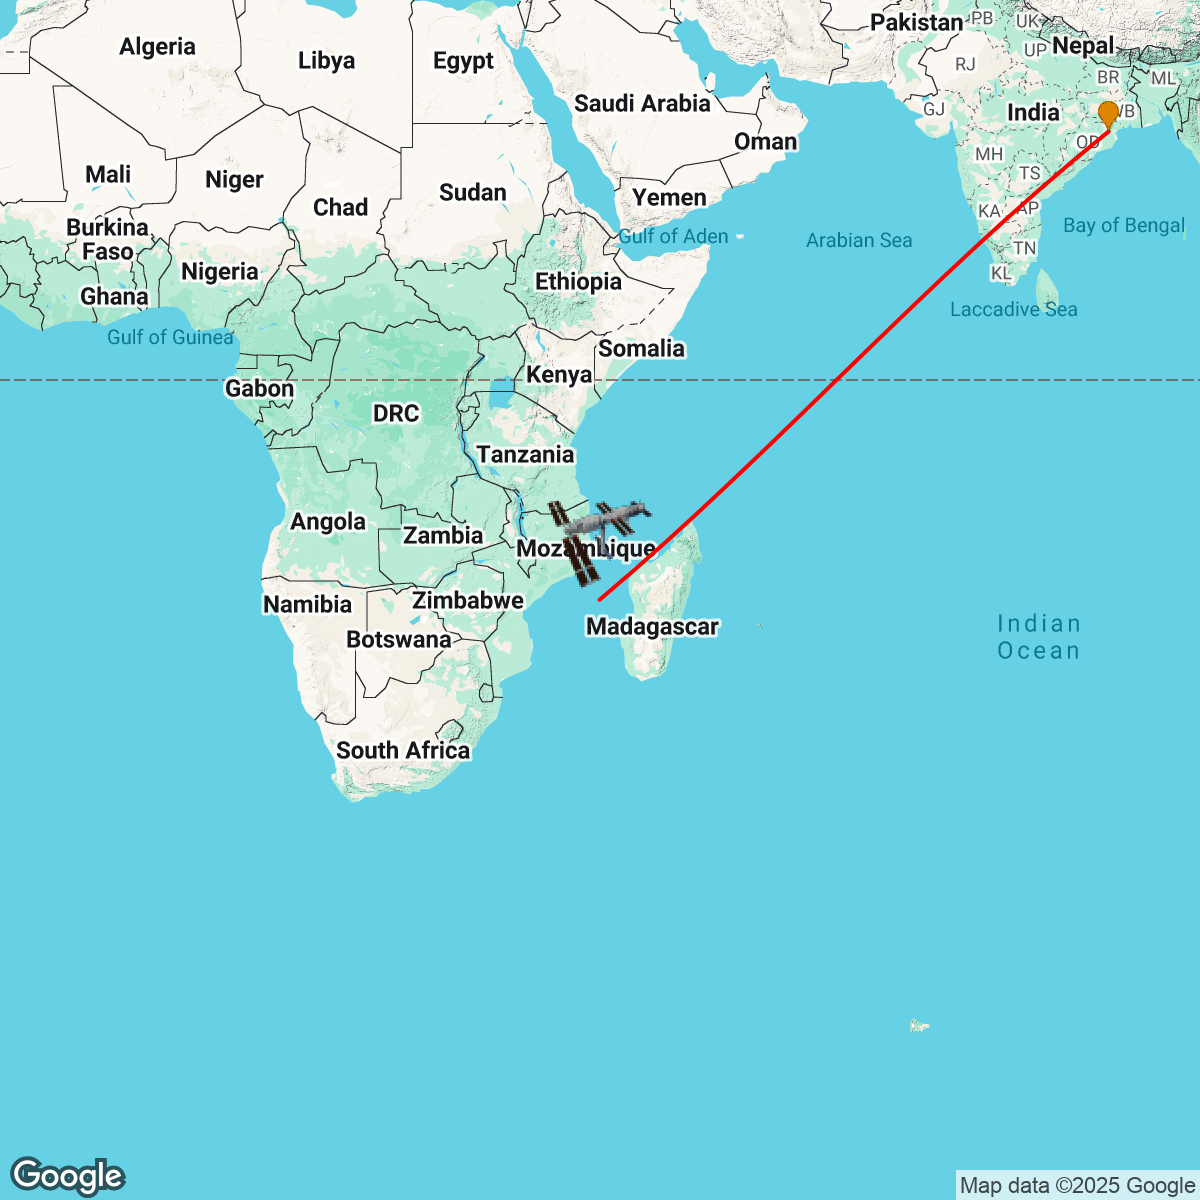 Pakistan
PB
UK
Nepal
Algeria
Libya
Egypt
RJ
UP
BR
ML
Saudi Arabia
GJ
India
WB
Oman
OD
MH
Mali
Niger
Chad
Sudan
Yemen
TS
KA
AP
Burkina
Faso
Gulf of Aden
Arabian Sea
Bay of Bengal
TN
Nigeria
Ethiopia
KL
Ghana
Laccadive Sea
Gulf of Guinea
Somalia
Gabon
Kenya
DRC
Tanzania
Angola
Zambia
Mozambique
Namibia
Zimbabwe
Madagascar
Botswana
Indian
Ocean
South Africa
Google
Map data ©2025 Google